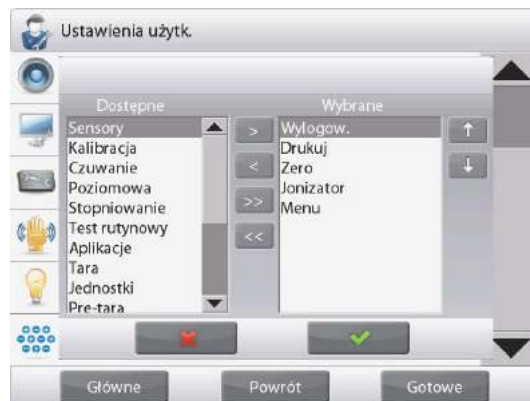 Ustawienia użytk.
Dostępne
Wybrane
Sensory
Kalibracja
Czuwanie
Poziomowa
Stopniowanie
Test rutynowy
Aplikacje
Tara
Jednostki
Pre-tara
>
<
>>
<<
Wylogow.
Drukuj
Zero
Jonizator
Menu
Główne
Powrót
Gotowe